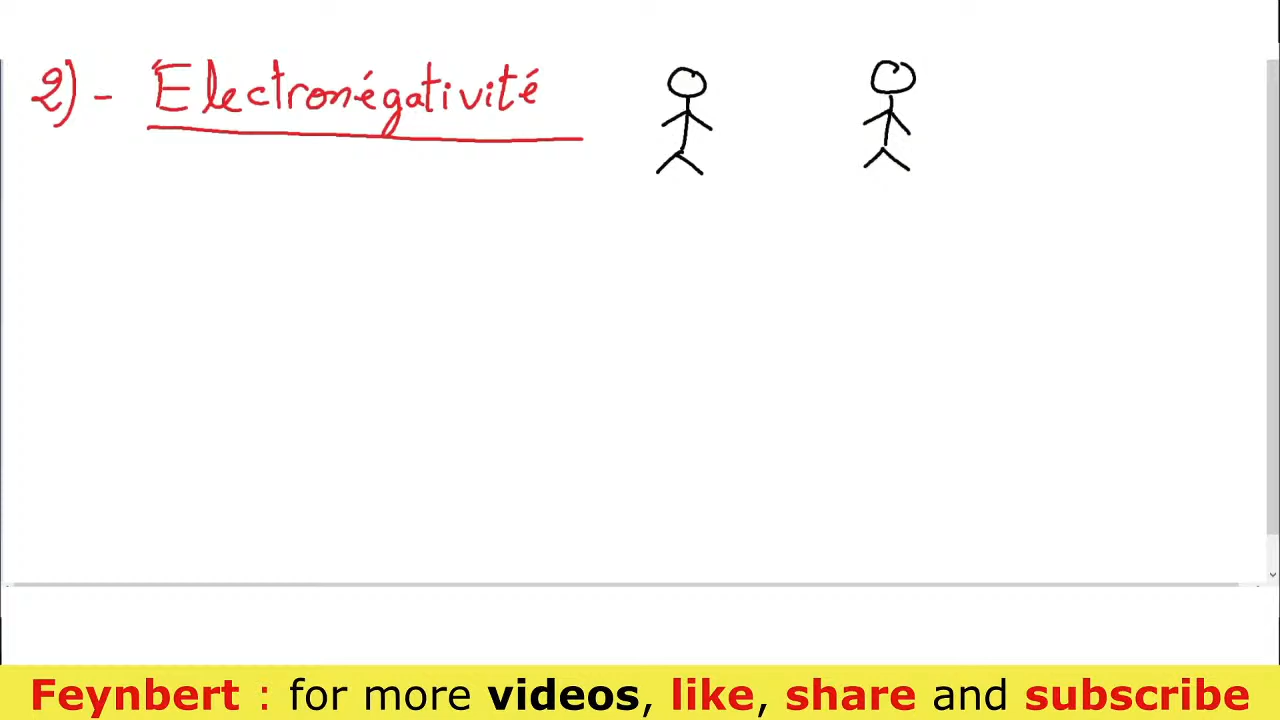 2)- Electronégativité
Feynbert : for more videos, like, share and subscribe